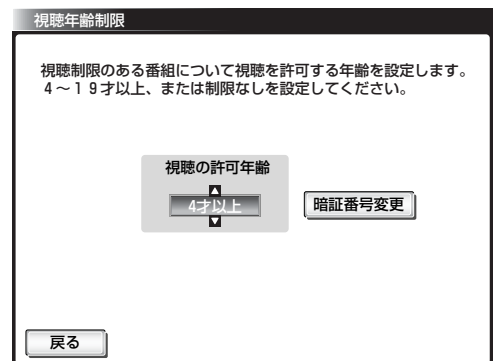 視聴年齢制限
視聴制限のある番組について視聴を許可する年齢を設定します。
4～19才以上、または制限なしを設定してください。
視聴の許可年齢
4才以上
暗証番号変更
戻る